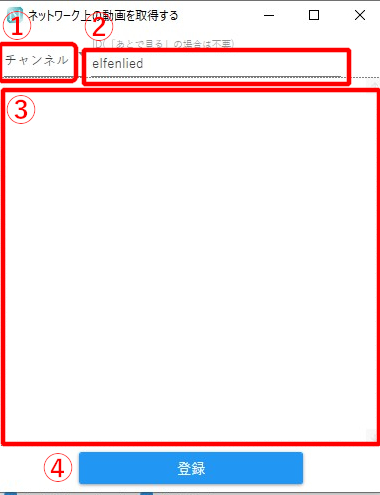 ① ②
ネットワーク上の動画を取得する
ID(「あとで見る」の場合は不要)
チャンネル
elfenlied
③
④
登録